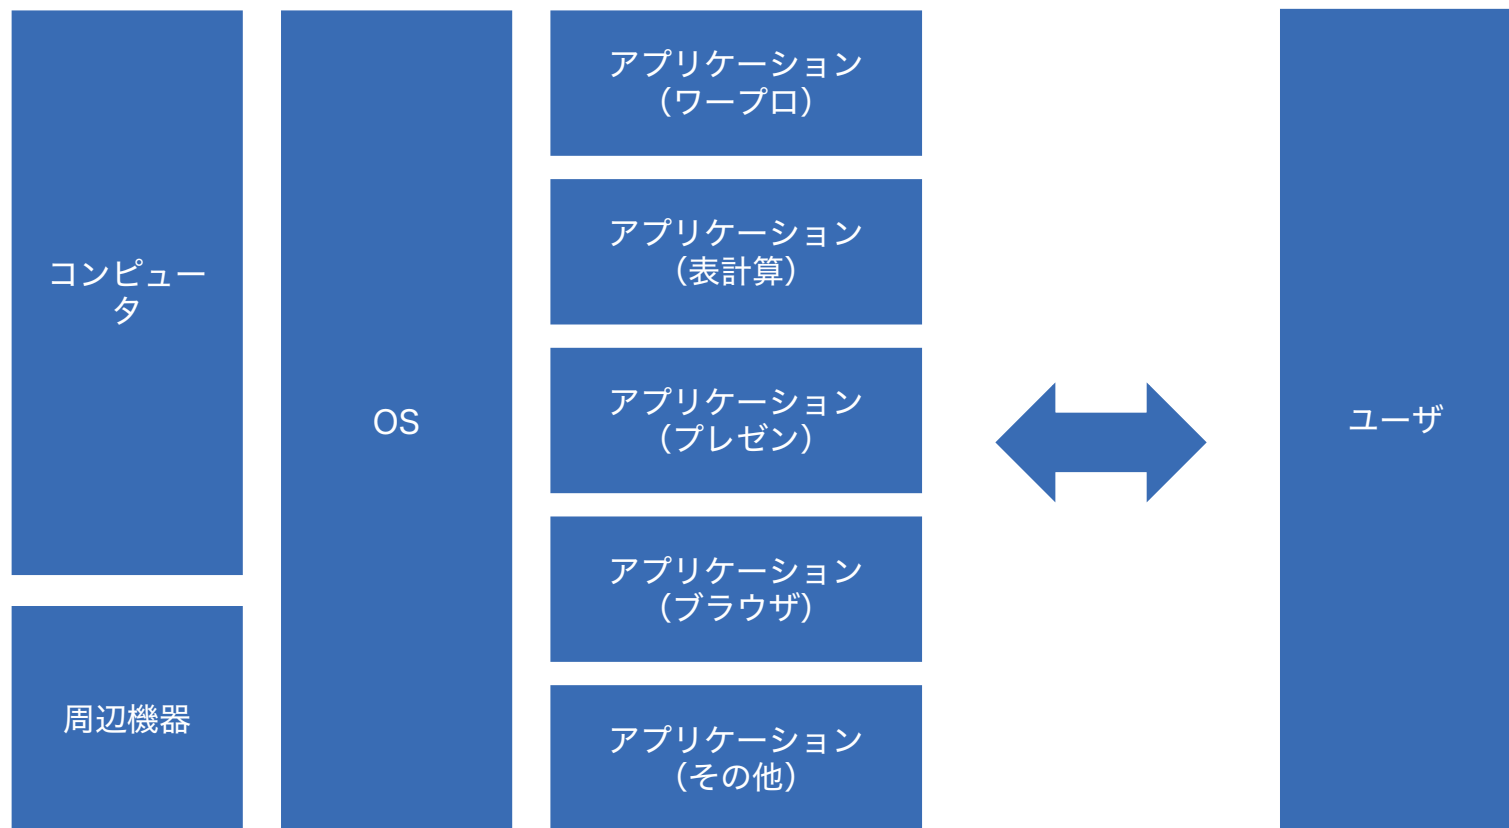 コンピュー
タ
周辺機器
OS
アプリケーション
（ワープロ）
アプリケーション
（表計算）
アプリケーション
（プレゼン）
アプリケーション
（ブラウザ）
アプリケーション
（その他）
ユーザ